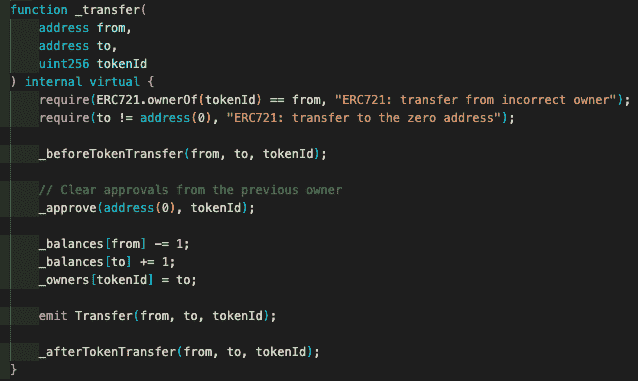 function _transfer(
    address from,
    address to,
    uint256 tokenId
) internal virtual {
    require(ERC721.ownerOf(tokenId) == from, "ERC721: transfer from incorrect owner");
    require(to != address(0), "ERC721: transfer to the zero address");

    _beforeTokenTransfer(from, to, tokenId);

    // Clear approvals from the previous owner
    _approve(address(0), tokenId);

    _balances[from] -= 1;
    _balances[to] += 1;
    _owners[tokenId] = to;

    emit Transfer(from, to, tokenId);

    _afterTokenTransfer(from, to, tokenId);
}